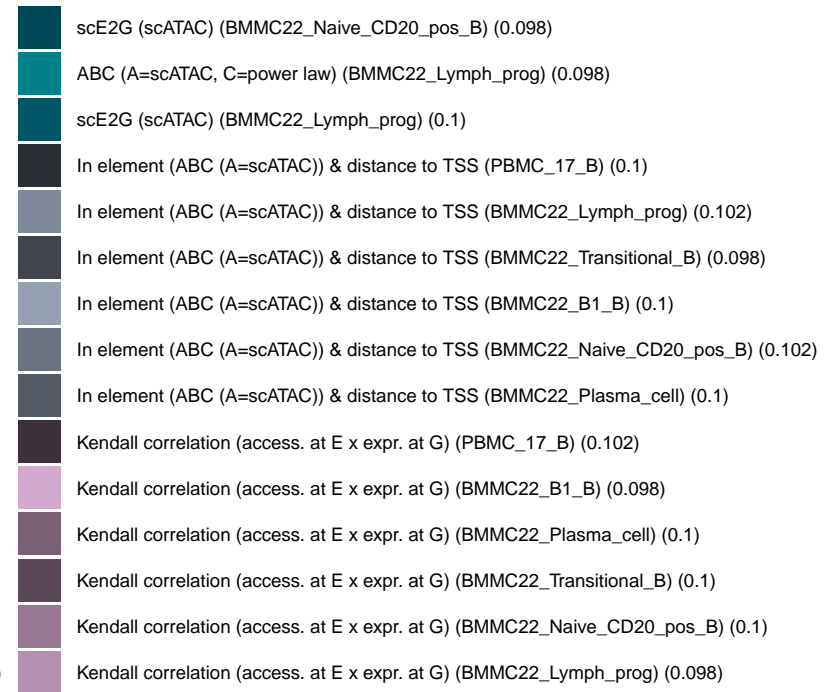 scE2G (scATAC) (BMMC22_Naive_CD20_pos_B) (0.098)
ABC (A=scATAC, C=power law) (BMMC22_Lymph_prog) (0.098)
scE2G (scATAC) (BMMC22_Lymph_prog) (0.1)
In element (ABC (A=scATAC)) & distance to TSS (PBMC_17_B) (0.1)
In element (ABC (A=scATAC)) & distance to TSS (BMMC22_Lymph_prog) (0.102)
In element (ABC (A=scATAC)) & distance to TSS (BMMC22_Transitional_B) (0.098)
In element (ABC (A=scATAC)) & distance to TSS (BMMC22_B1_B) (0.1)
In element (ABC (A=scATAC)) & distance to TSS (BMMC22_Naive_CD20_pos_B) (0.102)
In element (ABC (A=scATAC)) & distance to TSS (BMMC22_Plasma_cell) (0.1)
Kendall correlation (access. at E x expr. at G) (PBMC_17_B) (0.102)
Kendall correlation (access. at E x expr. at G) (BMMC22_B1_B) (0.098)
Kendall correlation (access. at E x expr. at G) (BMMC22_Plasma_cell) (0.1)
Kendall correlation (access. at E x expr. at G) (BMMC22_Transitional_B) (0.1)
Kendall correlation (access. at E x expr. at G) (BMMC22_Naive_CD20_pos_B) (0.1)
Kendall correlation (access. at E x expr. at G) (BMMC22_Lymph_prog) (0.098)